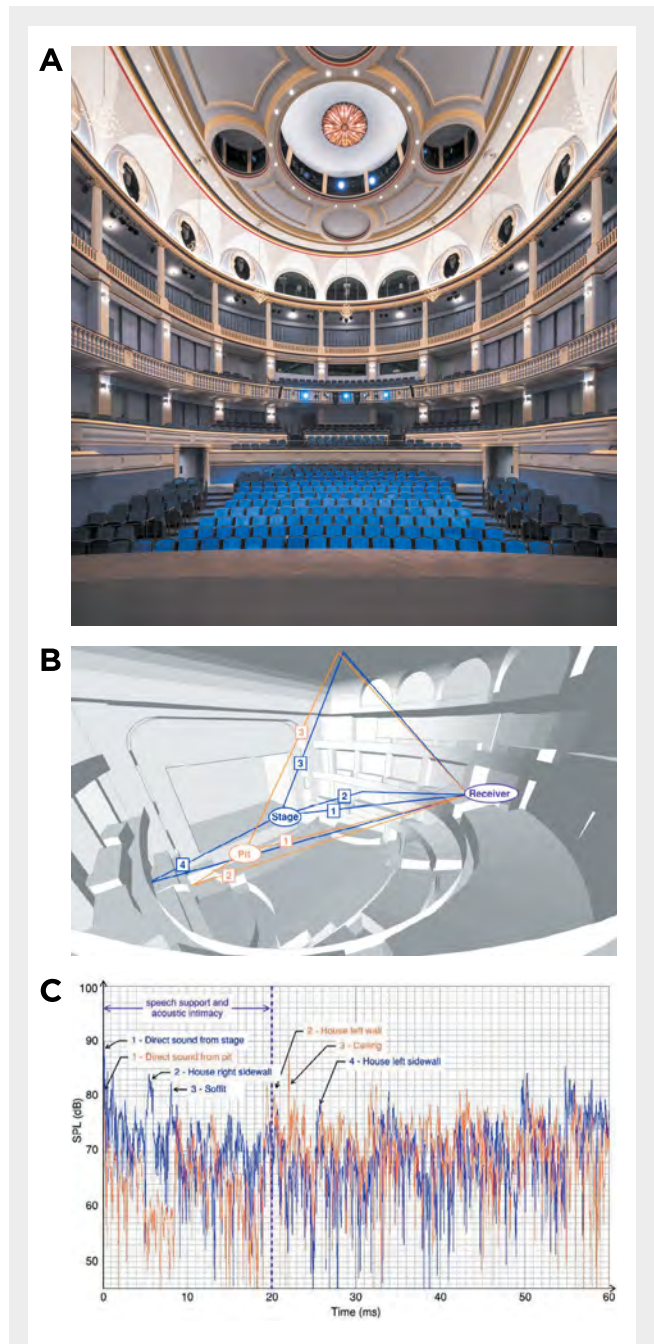 A
B
3
3
2
Receiver
Stage
1
1
Pit
4
2
C
100
speech support and
acoustic intimacy
90
2 - House left wall
1 - Direct sound from stage
3 - Ceiling
1 - Direct sound from pit
2 - House right sidewall
4 - House left sidewall
80
3 - Soffit
SPL (dB)
70
60
50
0
10
20
30
40
50
60
Time (ms)